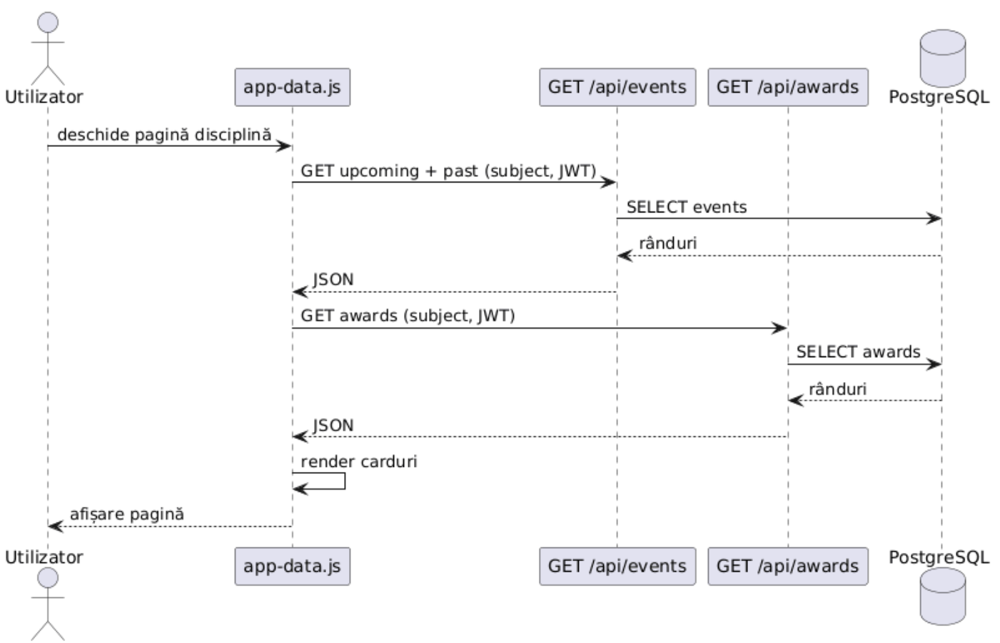 Utilizator
app-data.js
GET /api/events
GET /api/awards
PostgreSQL
deschide pagină disciplină
GET upcoming + past (subject, JWT)
SELECT events
rânduri
JSON
GET awards (subject, JWT)
SELECT awards
rânduri
JSON
render carduri
afișare pagină
Utilizator
app-data.js
GET /api/events
GET /api/awards
PostgreSQL